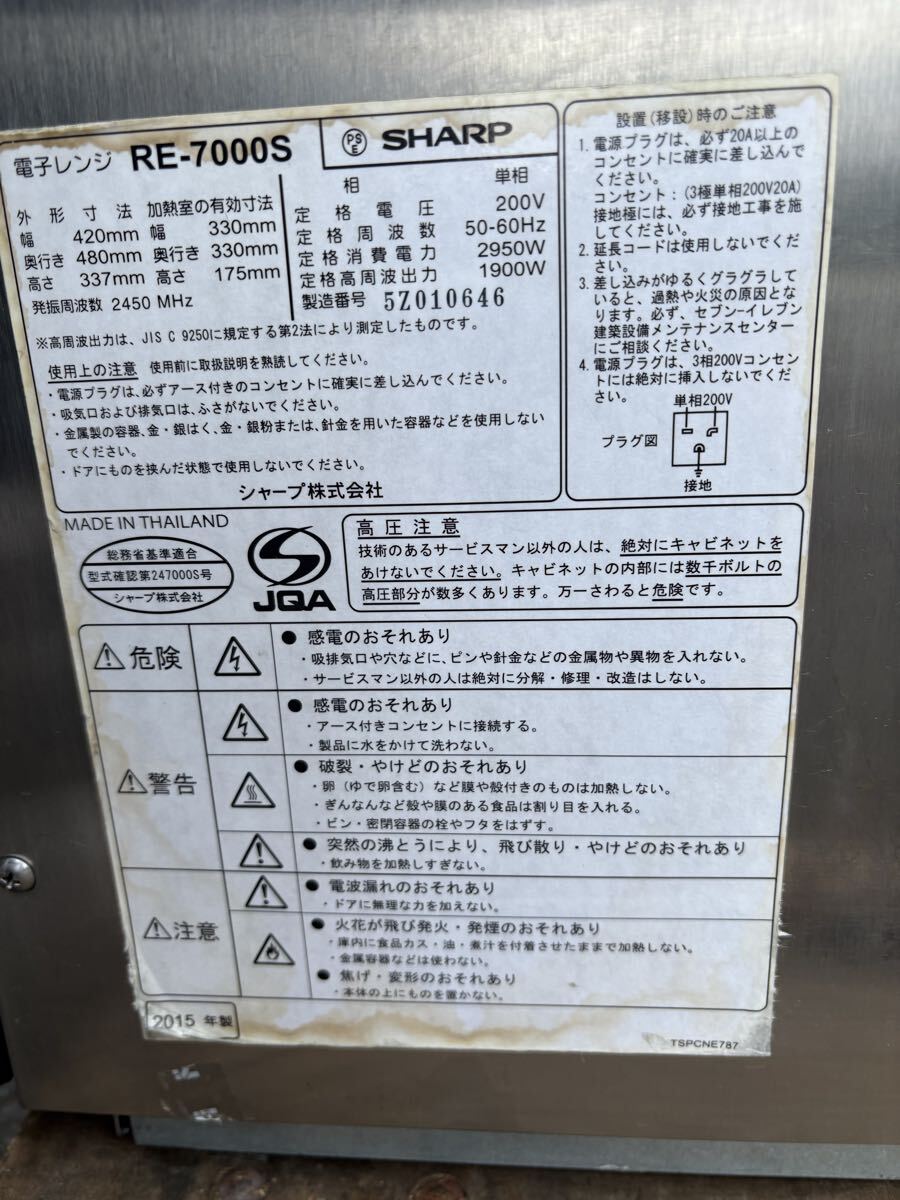 電子レンジ RE-7000S
PS
E
SHARP
外形寸法 加熱室の有効寸法
幅 420mm 幅 330mm
奥行き 480mm 奥行き 330mm
高さ 337mm 高さ 175mm
発振周波数 2450 MHz
相 単相
定格電圧 200V
定格周波数 50-60Hz
定格消費電力 2950W
定格高周波出力 1900W
製造番号 5Z010646
※高周波出力は、JIS C 9250に規定する第2法により測定したものです。
使用上の注意 使用前に取扱説明を熟読してください。
・電源プラグは、必ずアース付きのコンセントに確実に差し込んでください。
・吸気口および排気口は、ふさがないでください。
・金属製の容器、金・銀はく、金・銀粉または、針金を用いた容器などを使用しない
でください。
・ドアにものを挟んだ状態で使用しないでください。
シャープ株式会社
設置(移設)時のご注意
1. 電源プラグは、必ず20A以上の
コンセントに確実に差し込んで
ください。
コンセント:(3極単相200V20A)
接地極には、必ず接地工事を施
してください。
2. 延長コードは使用しないでくだ
さい。
3. 差し込みがゆるくグラグラして
いると、過熱や火災の原因とな
ります。必ず、セブン-イレブン
建築設備メンテナンスセンター
にご相談ください。
4. 電源プラグは、3相200Vコンセン
トには絶対に挿入しないでくだ
さい。
単相200V
プラグ図
接地
MADE IN THAILAND
総務省基準適合
型式確認第247000S号
シャープ株式会社
JQA
高圧注意
技術のあるサービスマン以外の人は、絶対にキャビネットを
あけないでください。キャビネットの内部には数千ボルトの
高圧部分が数多くあります。万一さわると危険です。
危険
● 感電のおそれあり
・吸排気口や穴などに、ピンや針金などの金属物や異物を入れない。
・サービスマン以外の人は絶対に分解・修理・改造はしない。
警告
● 感電のおそれあり
・アース付きコンセントに接続する。
・製品に水をかけて洗わない。
● 破裂・やけどのおそれあり
・卵(ゆで卵含む)など膜や殻付きのものは加熱しない。
・ぎんなんなど殻や膜のある食品は割り目を入れる。
・ビン・密閉容器の栓やフタをはずす。
● 突然の沸とうにより、飛び散り・やけどのおそれあり
・飲み物を加熱しすぎない。
注意
● 電波漏れのおそれあり
・ドアに無理な力を加えない。
● 火花が飛び発火・発煙のおそれあり
・庫内に食品カス・油・煮汁を付着させたままで加熱しない。
・金属容器などは使わない。
● 焦げ・変形のおそれあり
・本体の上にものを置かない。
2015 年製
TSPCNE787